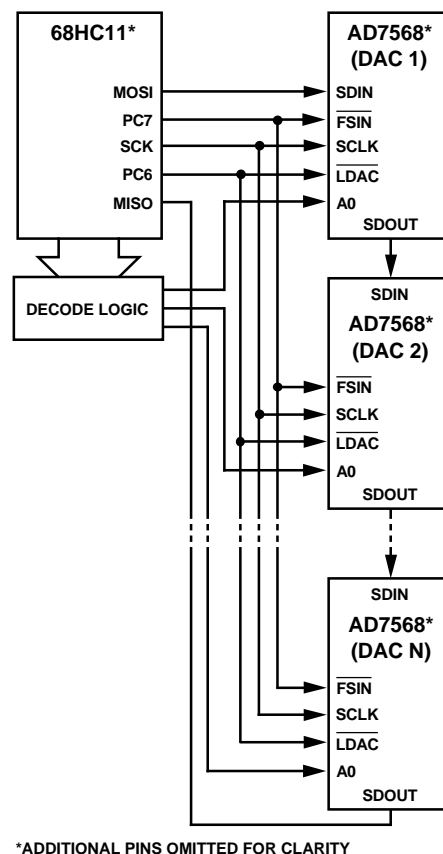 68HC11*
MOSI
PC7
SCK
PC6
MISO
DECODE LOGIC
AD7568*
(DAC 1)
SDIN
FSIN
SCLK
LDAC
A0
SDOUT
SDIN
AD7568*
(DAC 2)
FSIN
SCLK
LDAC
A0
SDOUT
SDIN
AD7568*
(DAC N)
FSIN
SCLK
LDAC
A0
SDOUT
*ADDITIONAL PINS OMITTED FOR CLARITY